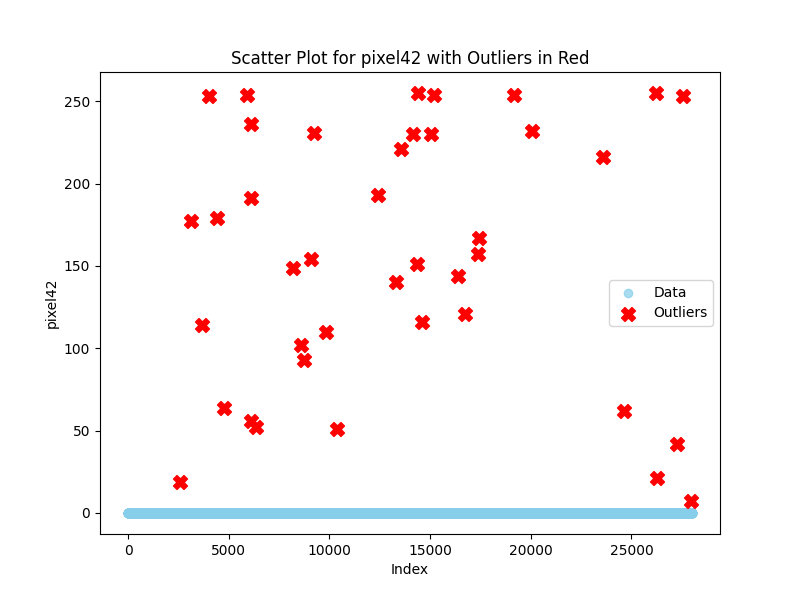 Scatter Plot for pixel42 with Outliers in Red
250
200
150
100
50
0
pixel42
Data
Outliers
0 5000 10000 15000 20000 25000
Index